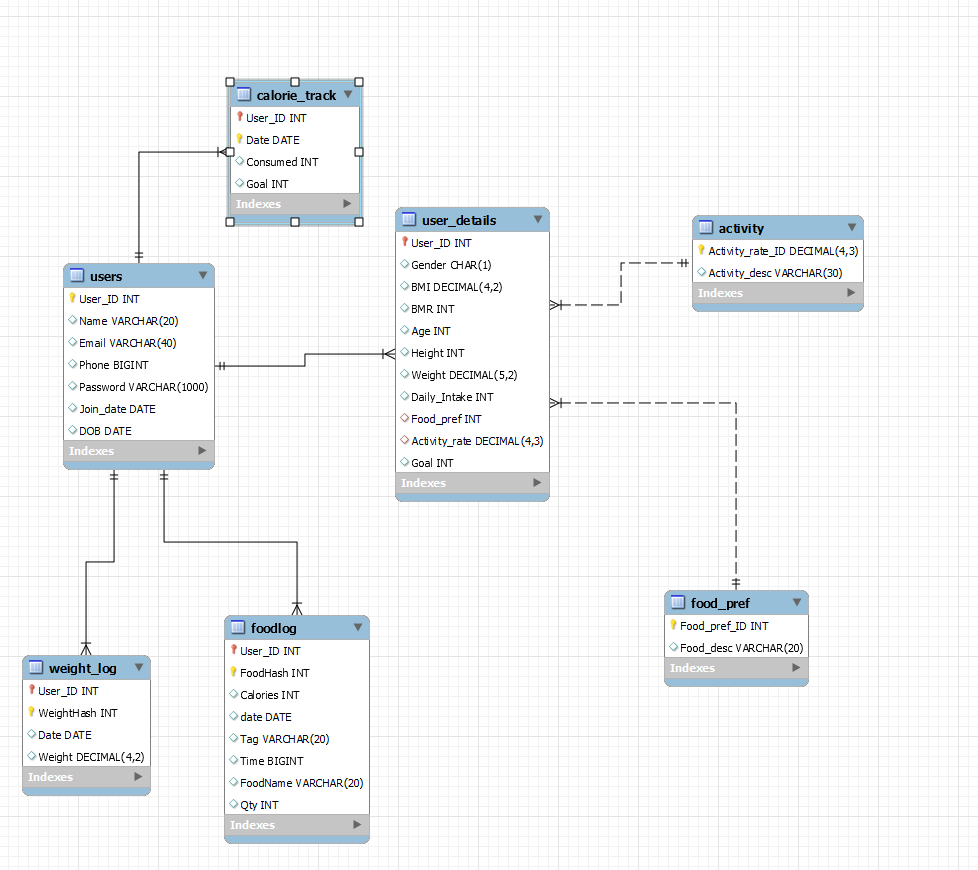 calorie_track
User_ID INT
Date DATE
Consumed INT
Goal INT
Indexes
user_details
User_ID INT
Gender CHAR(1)
BMI DECIMAL(4,2)
BMR INT
Age INT
Height INT
Weight DECIMAL(5,2)
Daily_Intake INT
Food_pref INT
Activity_rate DECIMAL(4,3)
Goal INT
Indexes
activity
Activity_rate_ID DECIMAL(4,3)
Activity_desc VARCHAR(30)
Indexes
users
User_ID INT
Name VARCHAR(20)
Email VARCHAR(40)
Phone BIGINT
Password VARCHAR(1000)
Join_date DATE
DOB DATE
Indexes
food_pref
Food_pref_ID INT
Food_desc VARCHAR(20)
Indexes
foodlog
User_ID INT
FoodHash INT
Calories INT
date DATE
Tag VARCHAR(20)
Time BIGINT
FoodName VARCHAR(20)
Qty INT
Indexes
weight_log
User_ID INT
WeightHash INT
Date DATE
Weight DECIMAL(4,2)
Indexes